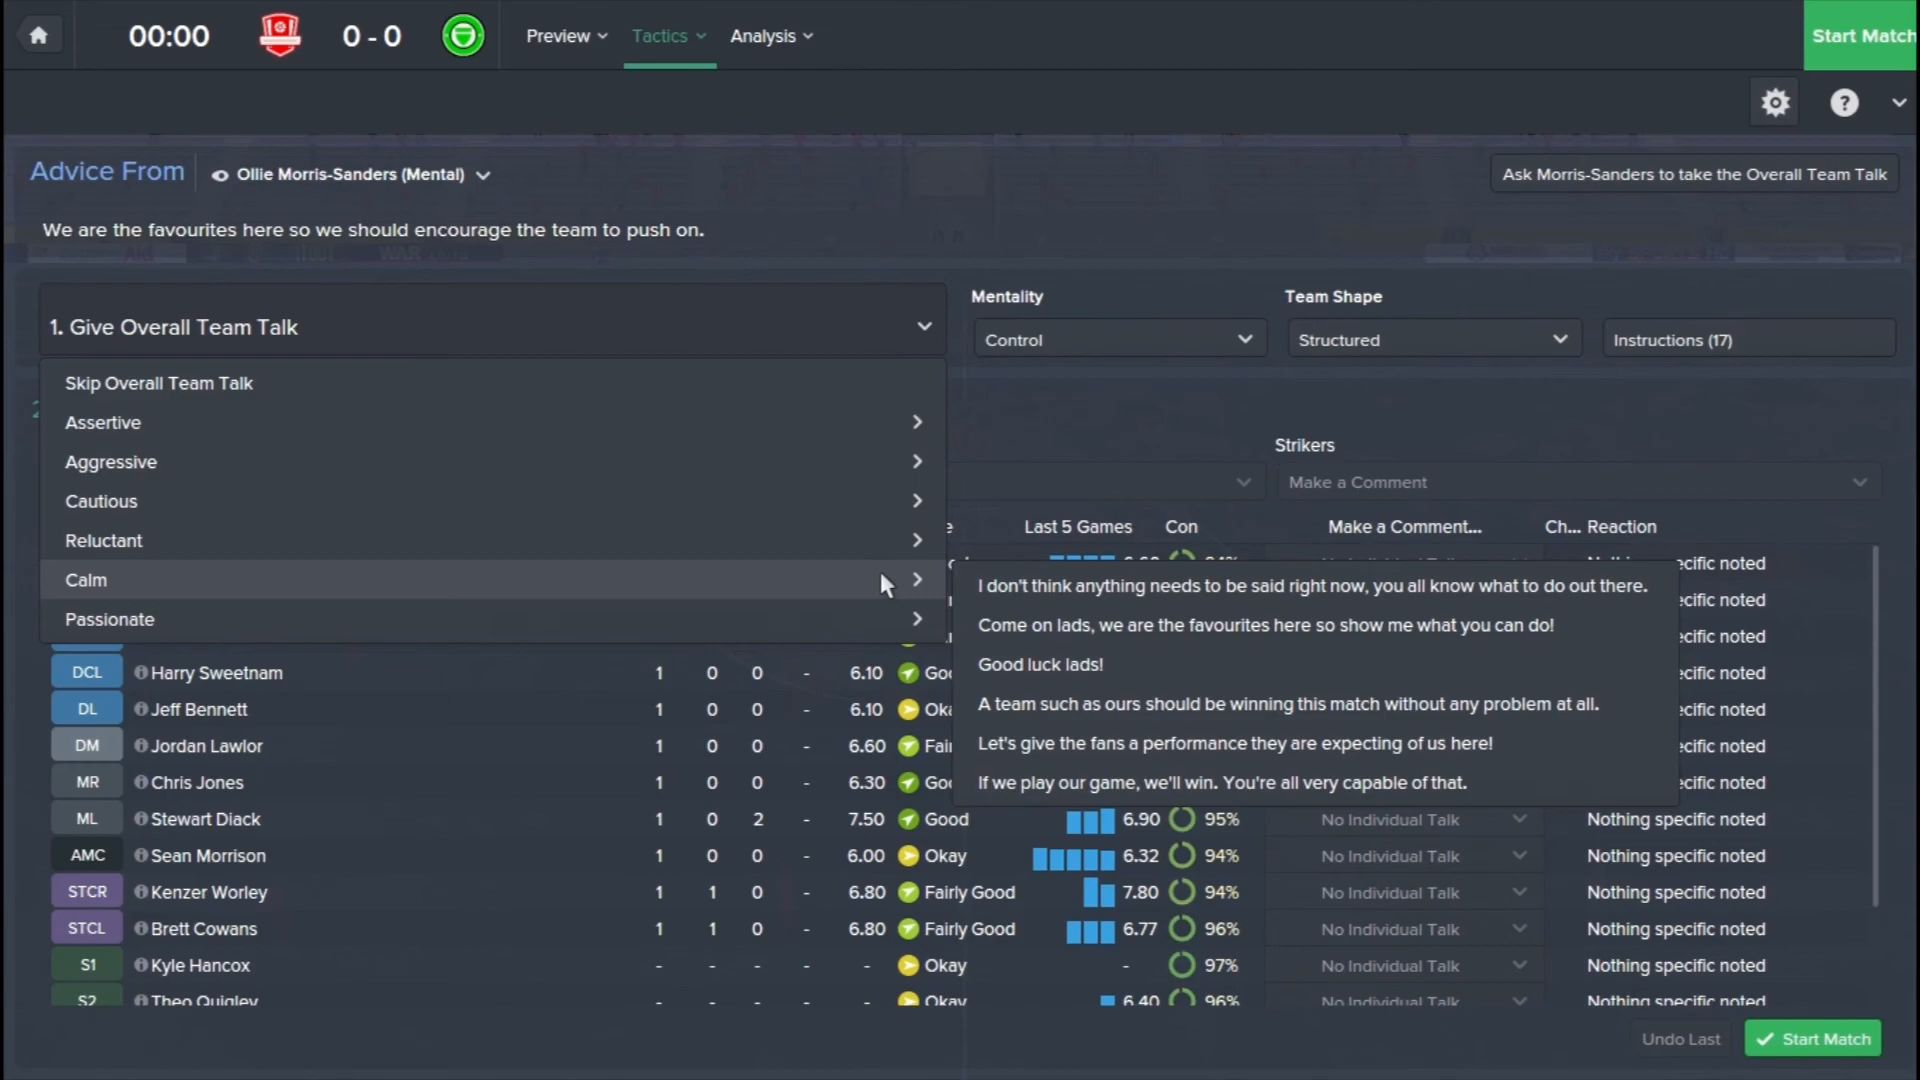 00:00 0 - 0 Preview Tactics Analysis Start Match
?
Advice From Ollie Morris-Sanders (Mental) Ask Morris-Sanders to take the Overall Team Talk
We are the favourites here so we should encourage the team to push on.
Mentality Team Shape
1. Give Overall Team Talk Control Structured Instructions (17)
Skip Overall Team Talk
Assertive
Aggressive
Cautious
Reluctant
Calm
Passionate
Strikers
Make a Comment
Last 5 Games Con Make a Comment... Ch... Reaction
I don't think anything needs to be said right now, you all know what to do out there.
Come on lads, we are the favourites here so show me what you can do!
Good luck lads!
A team such as ours should be winning this match without any problem at all.
Let's give the fans a performance they are expecting of us here!
If we play our game, we'll win. You're all very capable of that.
DCL Harry Sweetnam 1 0 0 - 6.10
DL Jeff Bennett 1 0 0 - 6.10
DM Jordan Lawlor 1 0 0 - 6.60
MR Chris Jones 1 0 0 - 6.30
ML Stewart Diack 1 0 2 - 7.50 Good 6.90 95% No Individual Talk Nothing specific noted
AMC Sean Morrison 1 0 0 - 6.00 Okay 6.32 94% No Individual Talk Nothing specific noted
STCR Kenzer Worley 1 1 0 - 6.80 Fairly Good 7.80 94% No Individual Talk Nothing specific noted
STCL Brett Cowans 1 1 0 - 6.80 Fairly Good 6.77 96% No Individual Talk Nothing specific noted
S1 Kyle Hancox - - - - - Okay - 97% No Individual Talk Nothing specific noted
S2 Theo Quigley - - - - - Okay 6.40 96% No Individual Talk Nothing specific noted
Undo Last Start Match